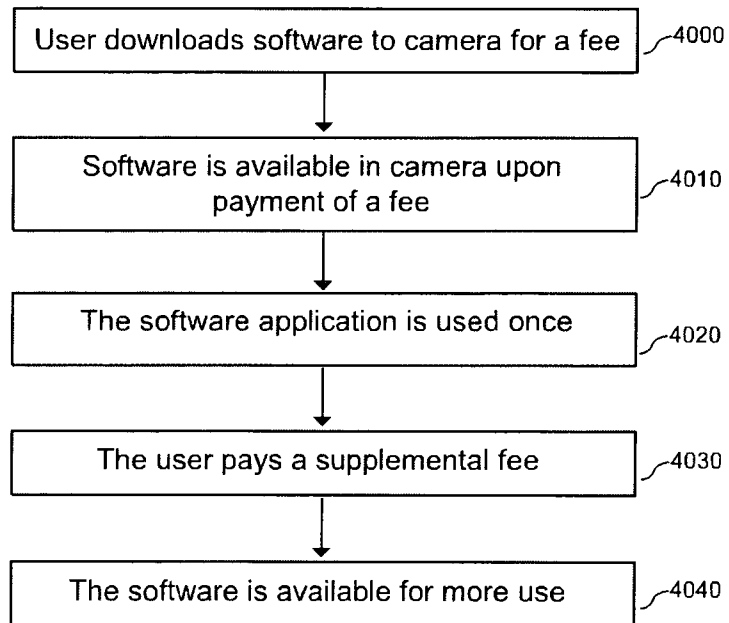 User downloads software to camera for a fee
4000
Software is available in camera upon
payment of a fee
4010
The software application is used once
4020
The user pays a supplemental fee
4030
The software is available for more use
4040